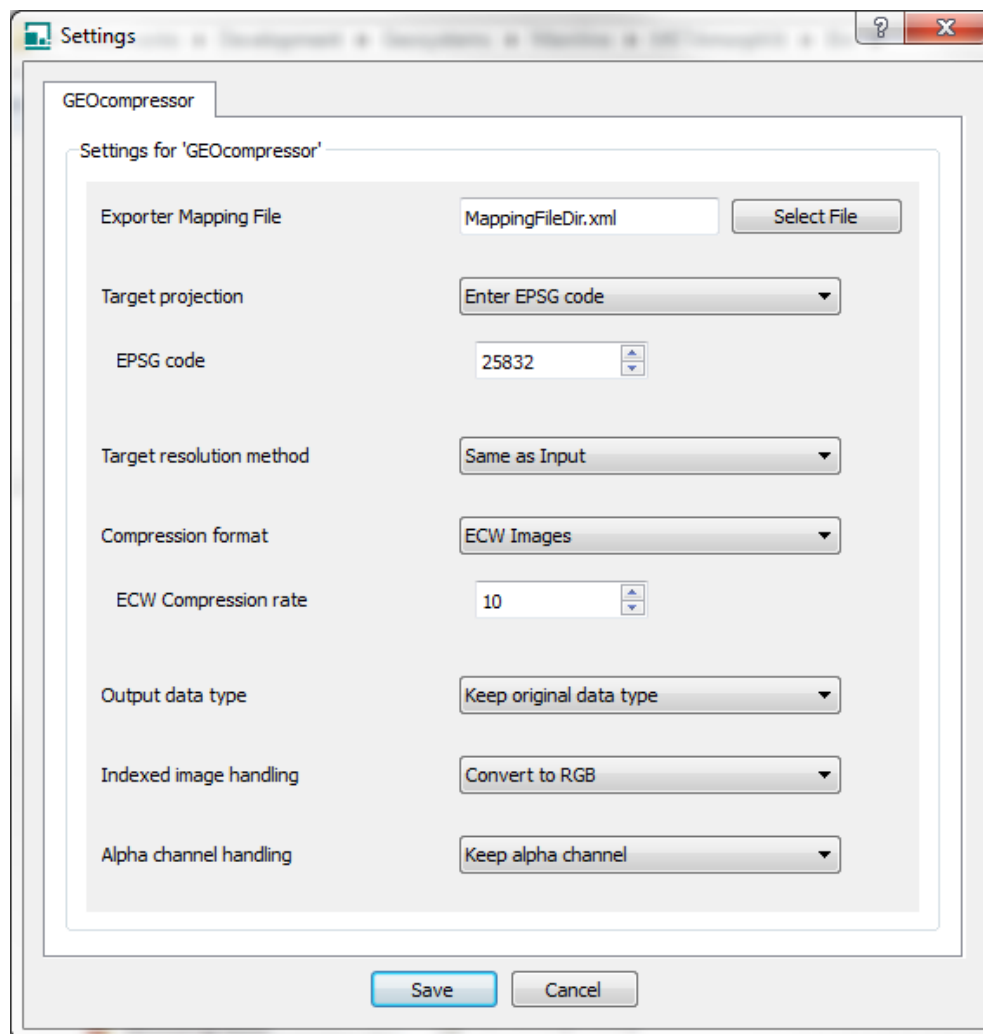 Settings
GEOcompressor
Settings for 'GEOcompressor'
Exporter Mapping File MappingFileDir.xml Select File
Target projection Enter EPSG code
EPSG code 25832
Target resolution method Same as Input
Compression format ECW Images
ECW Compression rate 10
Output data type Keep original data type
Indexed image handling Convert to RGB
Alpha channel handling Keep alpha channel
Save Cancel